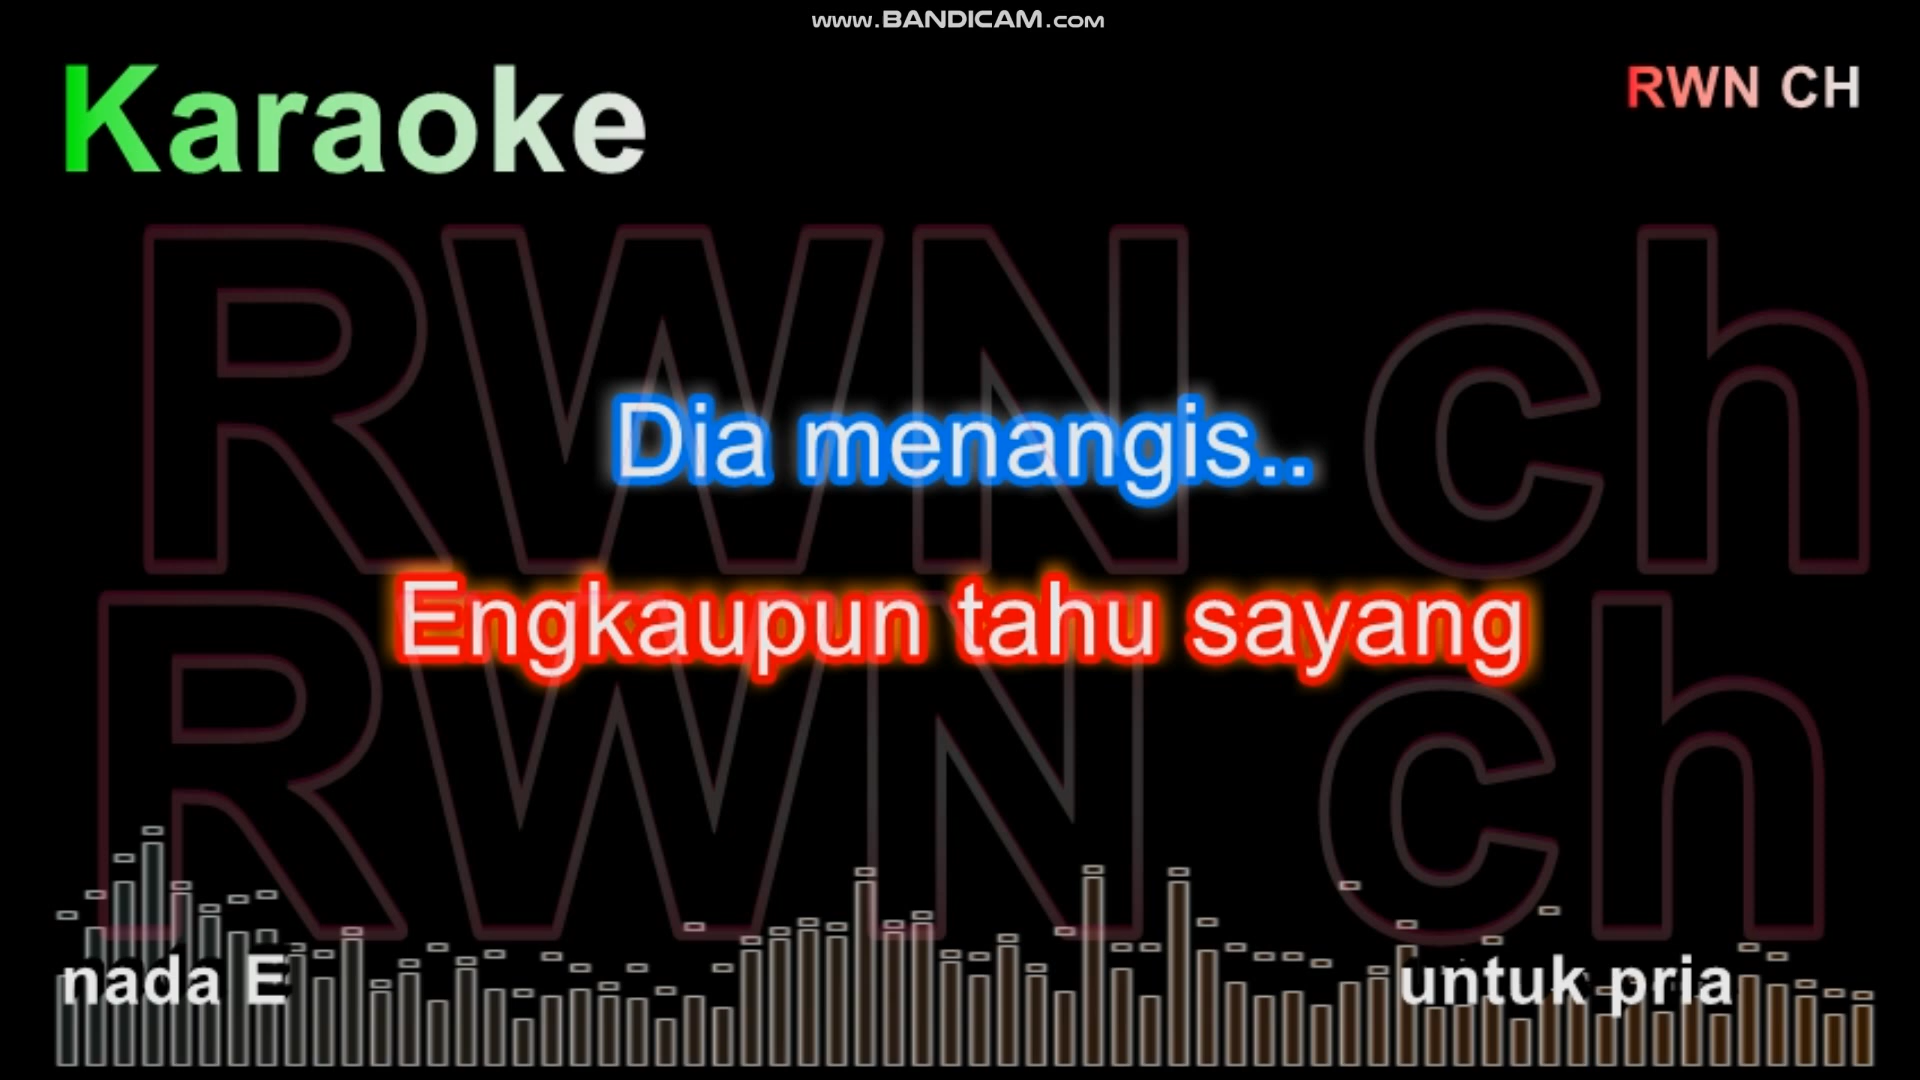 www.BANDICAM.com
Karaoke
RWN CH
RWN ch
Dia menangis..
Engkaupun tahu sayang
RWN ch
nada E
untuk pria